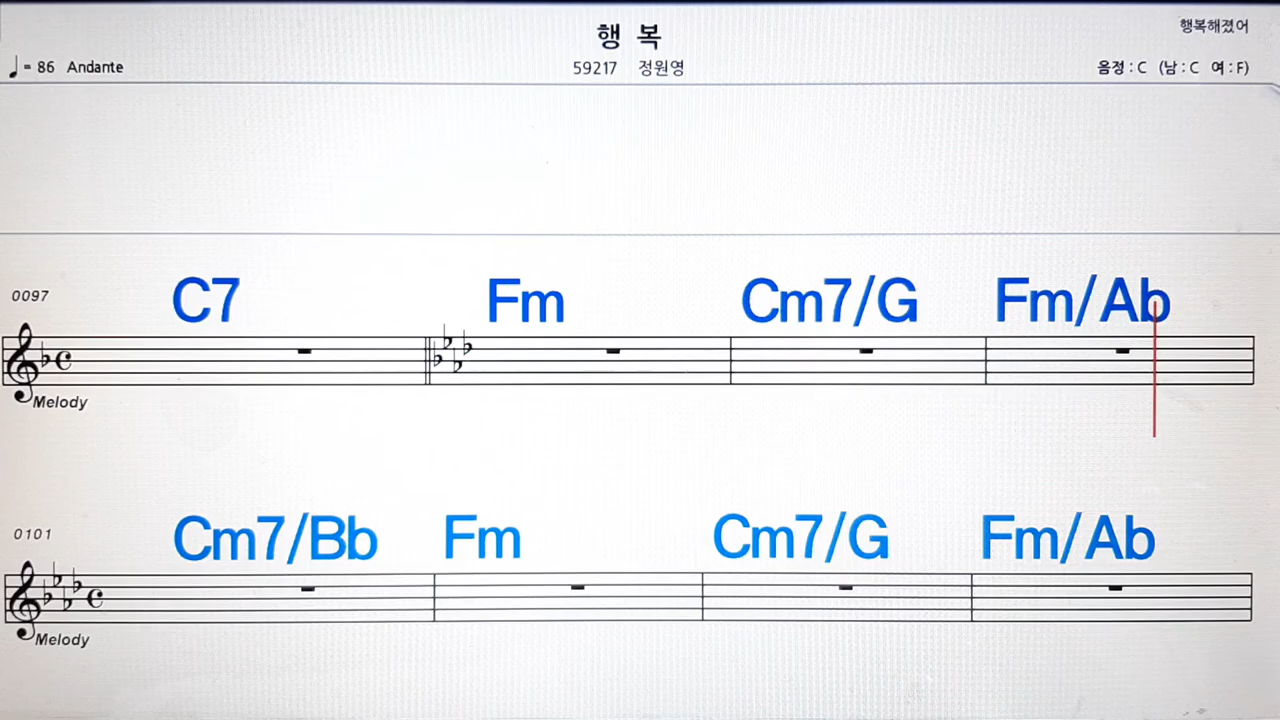 행 복
행복해졌어
♩= 86 Andante
59217 정원영
음정 : C (남 : C 여 : F)
0097
C7 Fm Cm7/G Fm/Ab
Melody
0101
Cm7/Bb Fm Cm7/G Fm/Ab
Melody